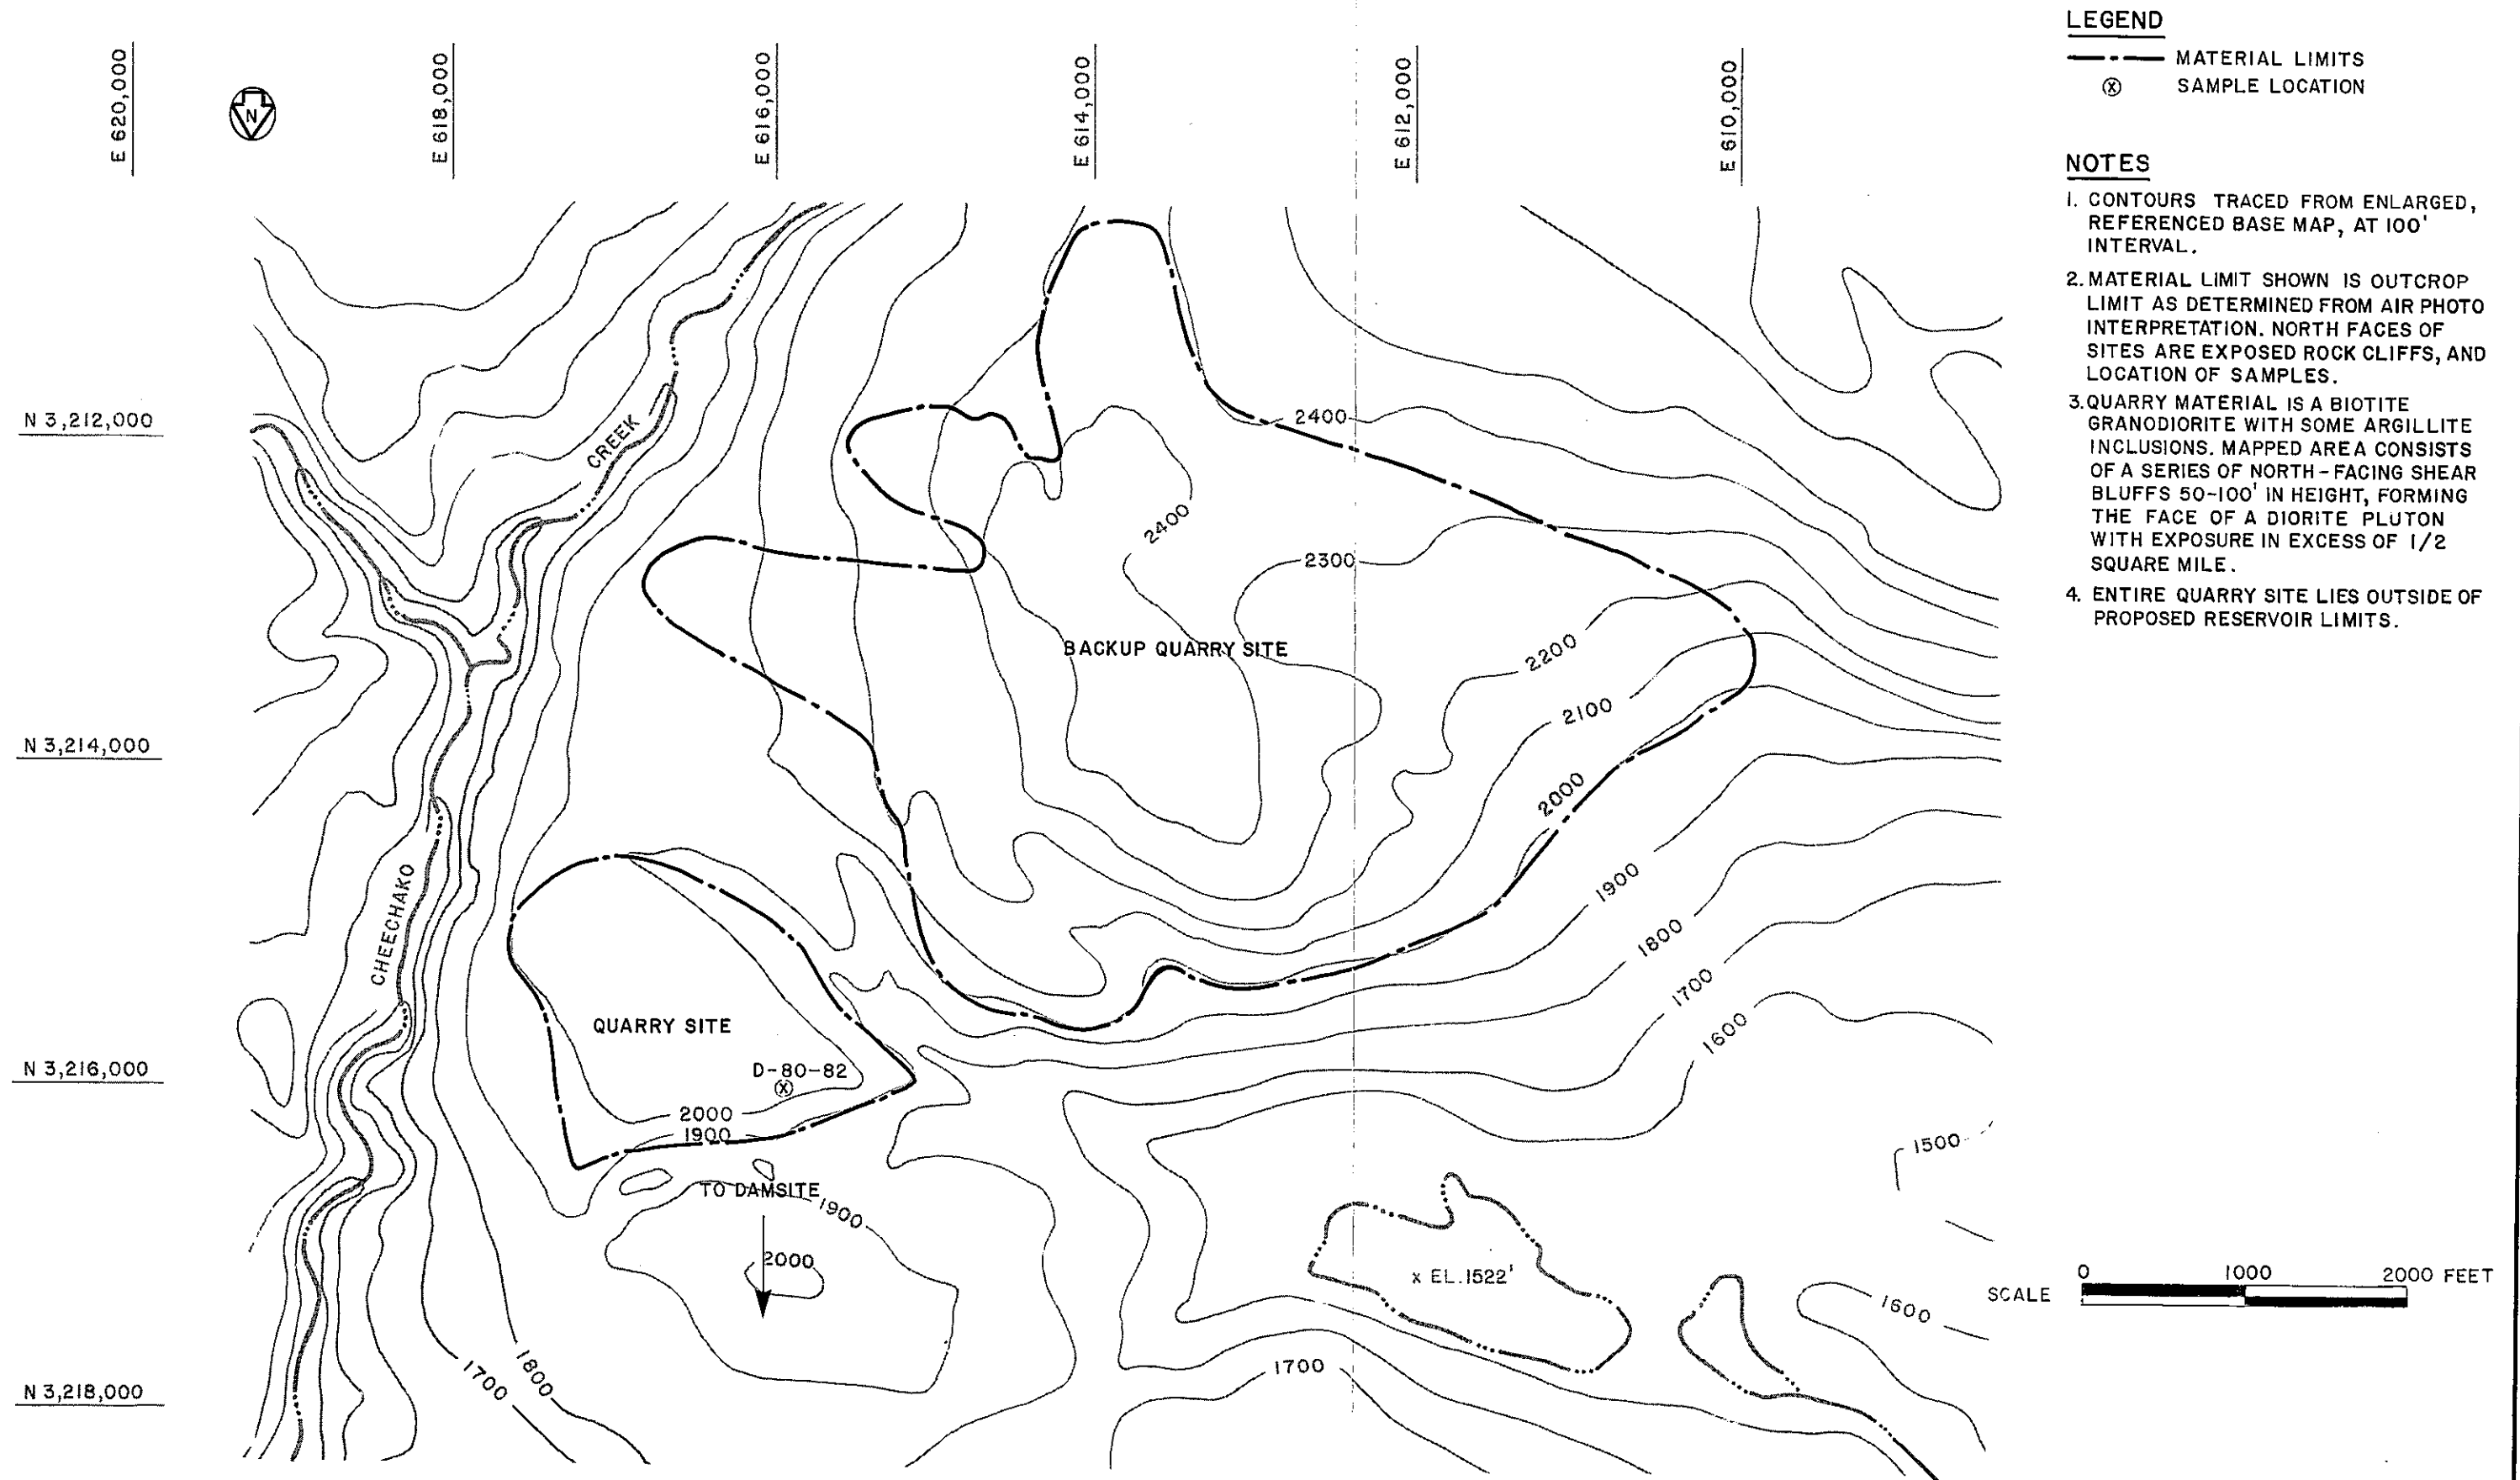 E 620,000
E 618,000
E 616,000
E 614,000
E 612,000
E 610,000
N
LEGEND
MATERIAL LIMITS
SAMPLE LOCATION
NOTES
1. CONTOURS TRACED FROM ENLARGED,
REFERENCED BASE MAP, AT 100'
INTERVAL.
2. MATERIAL LIMIT SHOWN IS OUTCROP
LIMIT AS DETERMINED FROM AIR PHOTO
INTERPRETATION. NORTH FACES OF
SITES ARE EXPOSED ROCK CLIFFS, AND
LOCATION OF SAMPLES.
3. QUARRY MATERIAL IS A BIOTITE
GRANODIORITE WITH SOME ARGILLITE
INCLUSIONS. MAPPED AREA CONSISTS
OF A SERIES OF NORTH-FACING SHEAR
BLUFFS 50-100' IN HEIGHT, FORMING
THE FACE OF A DIORITE PLUTON
WITH EXPOSURE IN EXCESS OF 1/2
SQUARE MILE.
4. ENTIRE QUARRY SITE LIES OUTSIDE OF
PROPOSED RESERVOIR LIMITS.
N 3,212,000
CREEK
2400
2400
2300
BACKUP QUARRY SITE
2200
2100
N 3,214,000
2000
1900
CHEECHAKO
1800
1700
QUARRY SITE
1600
N 3,216,000
D-80-82
2000
1900
1500
TO DAMSITE
1900
2000
X EL. 1522'
1600
SCALE 0 1000 2000 FEET
1700
1800
1700
N 3,218,000